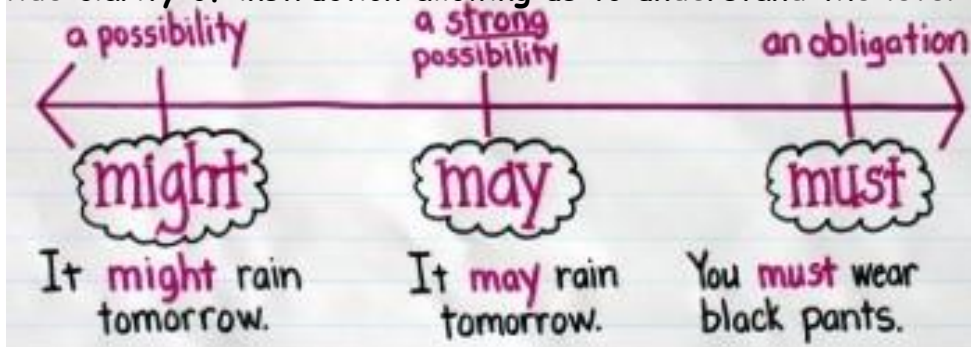 a possibility
a strong possibility
an obligation
might
may
must
It might rain tomorrow.
It may rain tomorrow.
You must wear black pants.